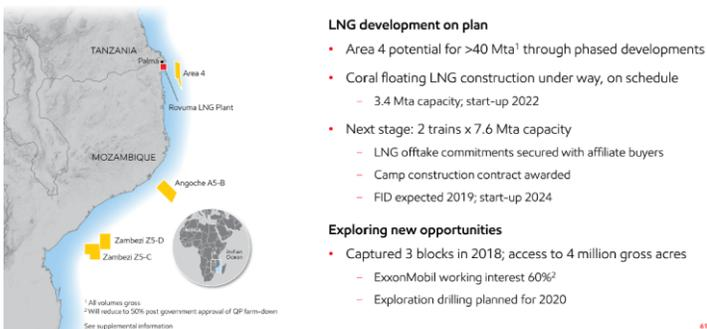 TANZANIA
Palma
Area 4
Rovuma LNG Plant
MOZAMBIQUE
Angoche A5-B
Zambezi Z5-D
Zambezi Z5-C
AFRICA
Indian
Ocean
¹ All volumes gross
² Will reduce to 50% post government approval of QP farm-down
See supplemental information
LNG development on plan
• Area 4 potential for >40 Mta¹ through phased developments
• Coral floating LNG construction under way, on schedule
– 3.4 Mta capacity; start-up 2022
• Next stage: 2 trains x 7.6 Mta capacity
– LNG offtake commitments secured with affiliate buyers
– Camp construction contract awarded
– FID expected 2019; start-up 2024
Exploring new opportunities
• Captured 3 blocks in 2018; access to 4 million gross acres
– ExxonMobil working interest 60%²
– Exploration drilling planned for 2020
61